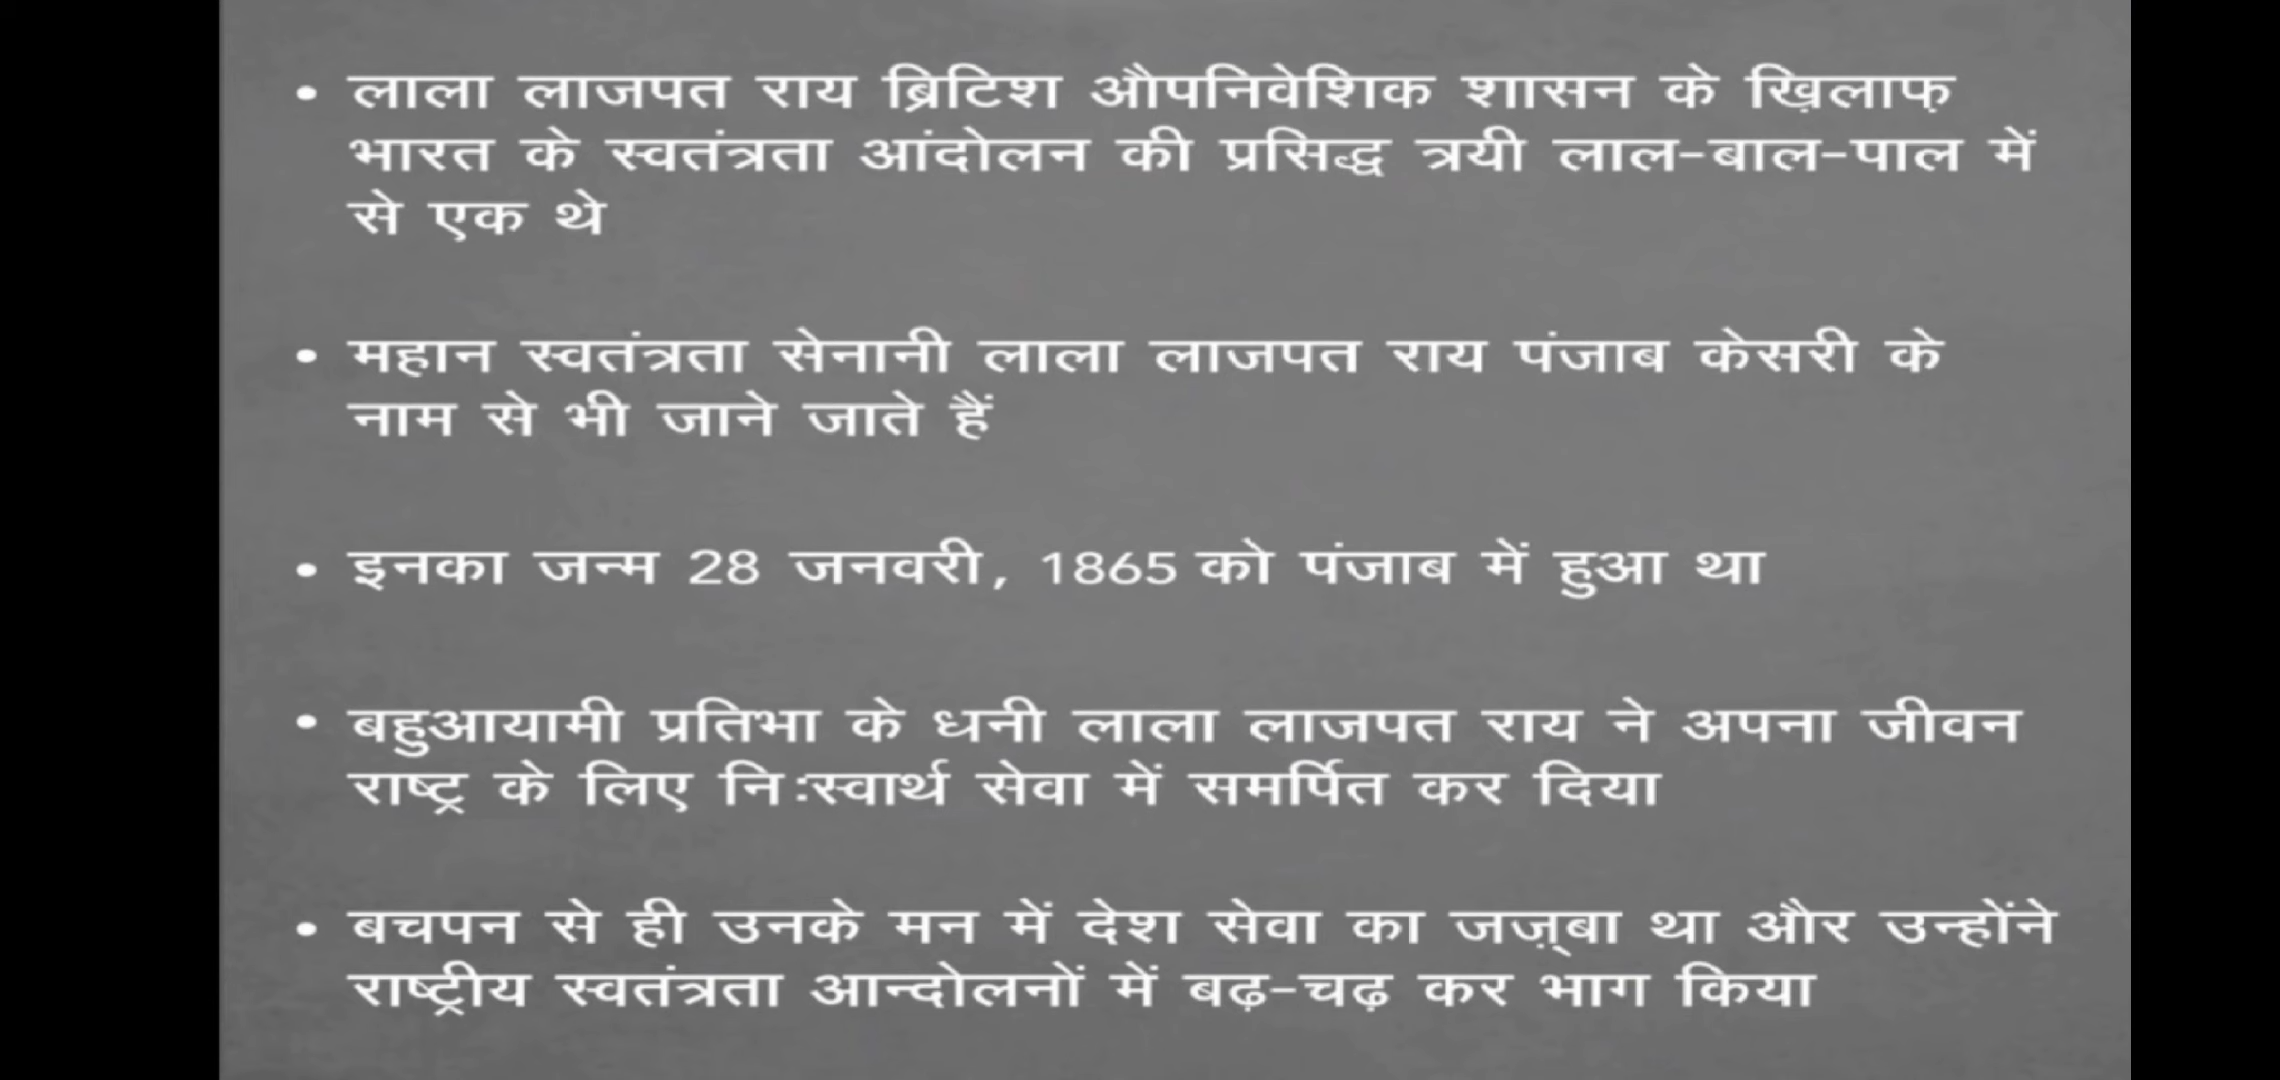 • लाला लाजपत राय ब्रिटिश औपनिवेशिक शासन के ख़िलाफ़
भारत के स्वतंत्रता आंदोलन की प्रसिद्ध त्रयी लाल-बाल-पाल में
से एक थे
• महान स्वतंत्रता सेनानी लाला लाजपत राय पंजाब केसरी के
नाम से भी जाने जाते हैं
• इनका जन्म 28 जनवरी, 1865 को पंजाब में हुआ था
• बहुआयामी प्रतिभा के धनी लाला लाजपत राय ने अपना जीवन
राष्ट्र के लिए निःस्वार्थ सेवा में समर्पित कर दिया
• बचपन से ही उनके मन में देश सेवा का जज़्बा था और उन्होंने
राष्ट्रीय स्वतंत्रता आन्दोलनों में बढ़-चढ़ कर भाग किया